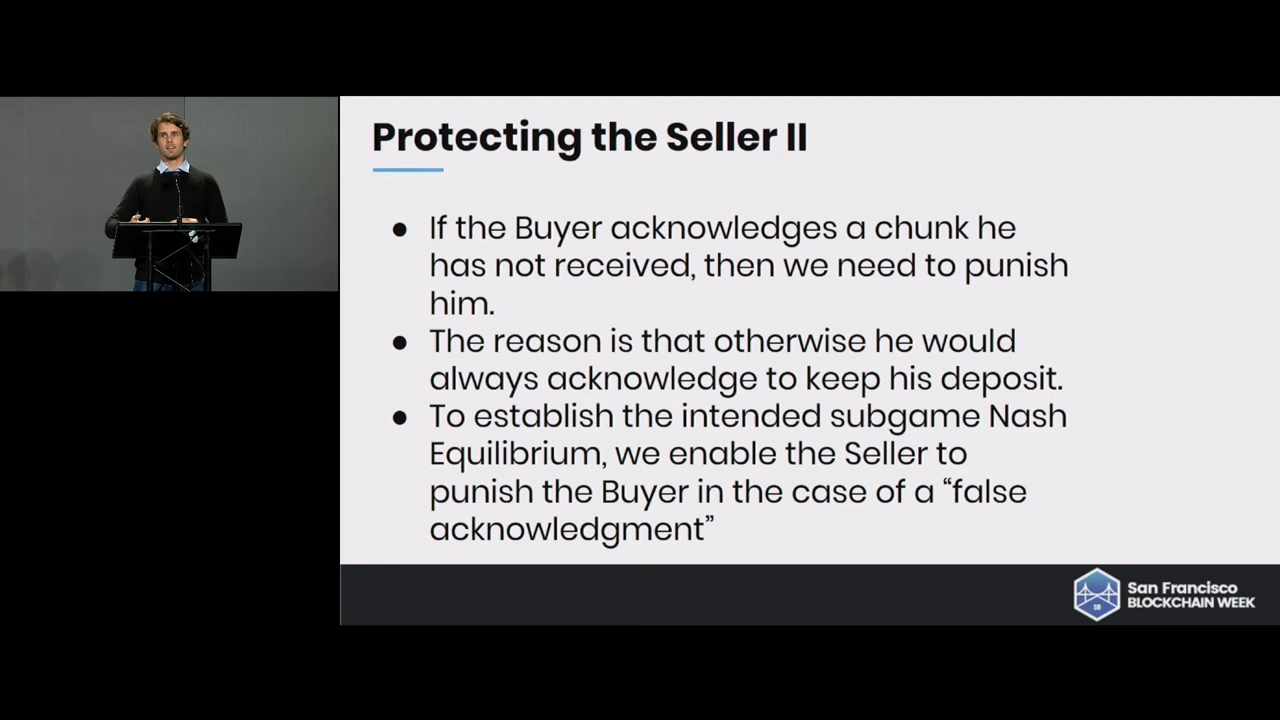 Protecting the Seller II
● If the Buyer acknowledges a chunk he
has not received, then we need to punish
him.
● The reason is that otherwise he would
always acknowledge to keep his deposit.
● To establish the intended subgame Nash
Equilibrium, we enable the Seller to
punish the Buyer in the case of a “false
acknowledgment”
San Francisco
BLOCKCHAIN WEEK